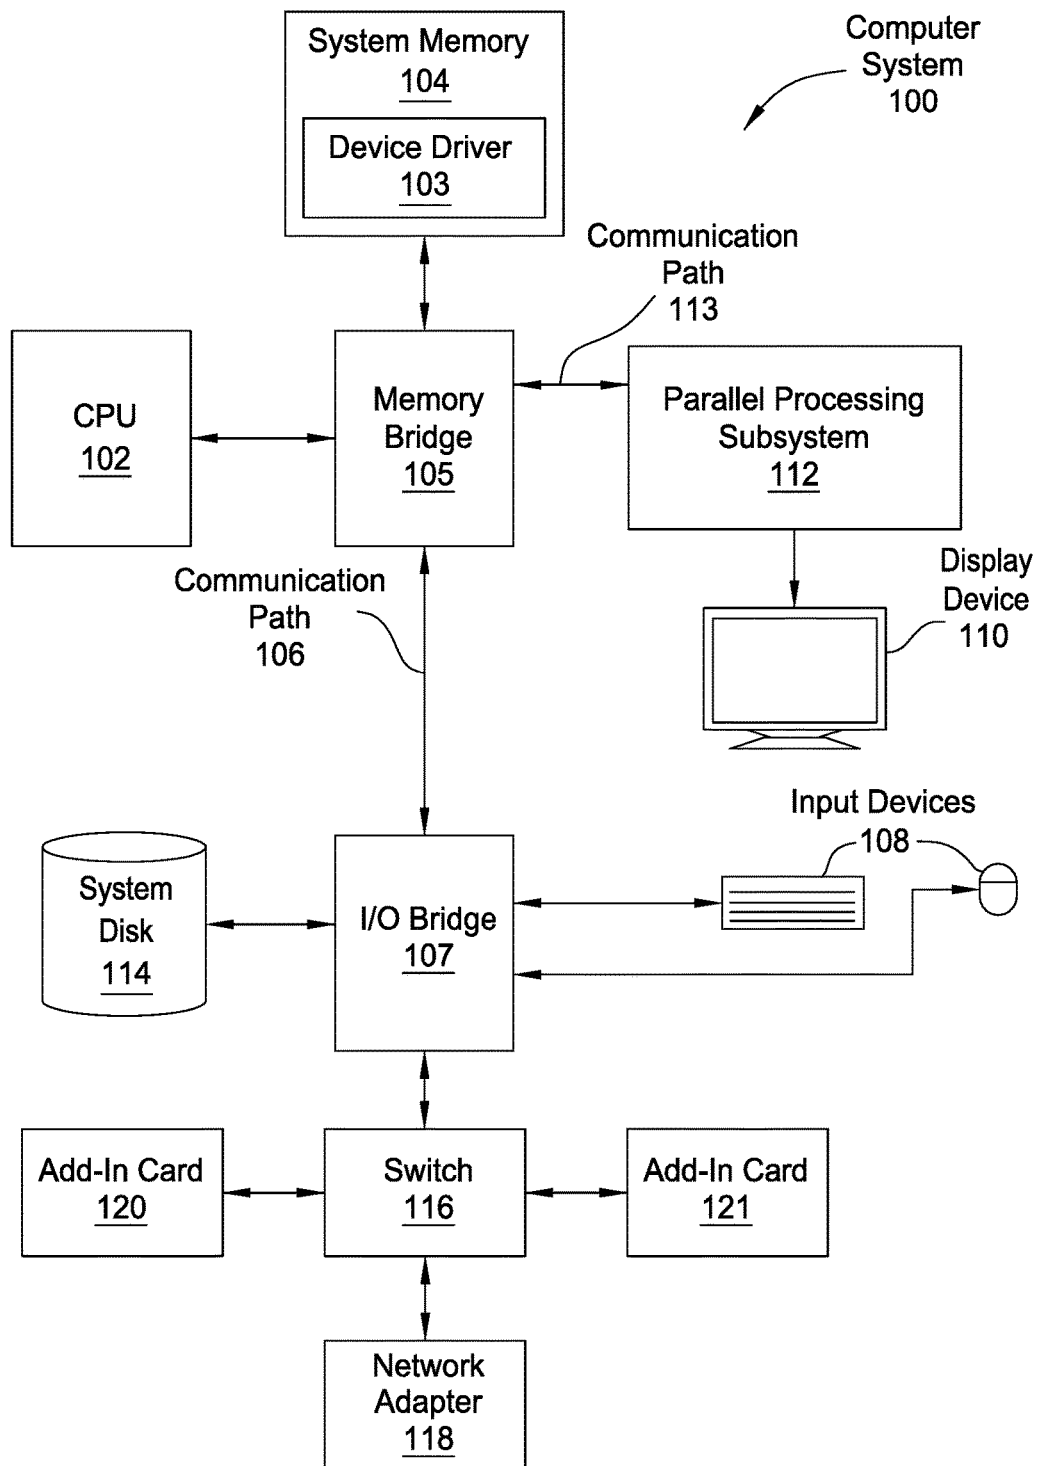 System Memory
104
Device Driver
103
Computer
System
100
Communication
Path
113
CPU
102
Memory
Bridge
105
Parallel Processing
Subsystem
112
Communication
Path
106
Display
Device
110
Input Devices
108
System
Disk
114
I/O Bridge
107
Add-In Card
120
Switch
116
Add-In Card
121
Network
Adapter
118